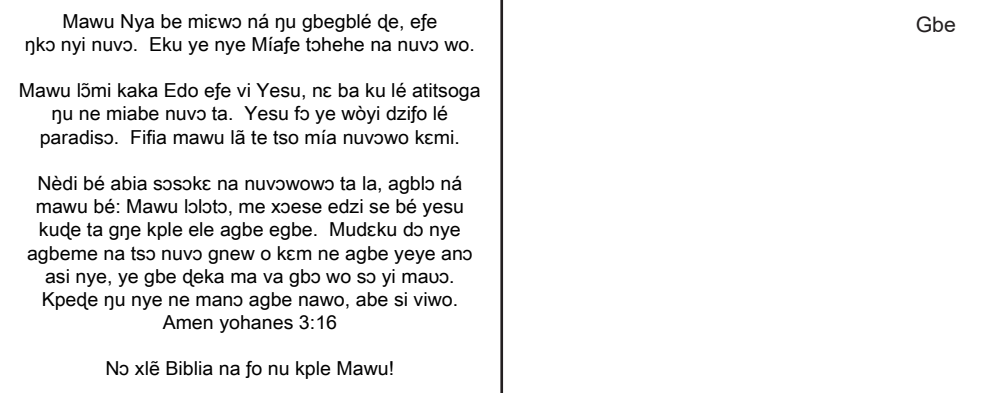 Mawu Nya be miɛwɔ ná ŋu gbegblé ɖe, eƒe
ŋkɔ nyi nuvɔ.  Eku ye nye Míaƒe tɔhehe na nuvɔ wo.
Mawu lɔ̃mi kaka Edo eƒe vi Yesu, nɛ ba ku lé atitsoga
ŋu ne miabe nuvɔ ta.  Yesu fɔ ye wòyi dziƒo lé
paradisɔ.  Fifia mawu lã te tso mía nuvɔwo kɛmi.
Nèdi bé abia sɔsɔkɛ na nuvɔwowɔ ta la, agblɔ ná
mawu bé: Mawu lɔlɔtɔ, me xɔese edzi se bé yesu
kuɖe ta gŋe kple ele agbe egbe.  Mudɛku dɔ nye
agbeme na tsɔ nuvɔ gnew o kɛm ne agbe yeye anɔ
asi nye, ye gbe ɖeka ma va gbɔ wo sɔ yi maʋɔ.
Kpeɖe ŋu nye ne manɔ agbe nawo, abe si viwo.
Amen yohanes 3:16
Nɔ xlẽ Biblia na ƒo nu kple Mawu!
Gbe